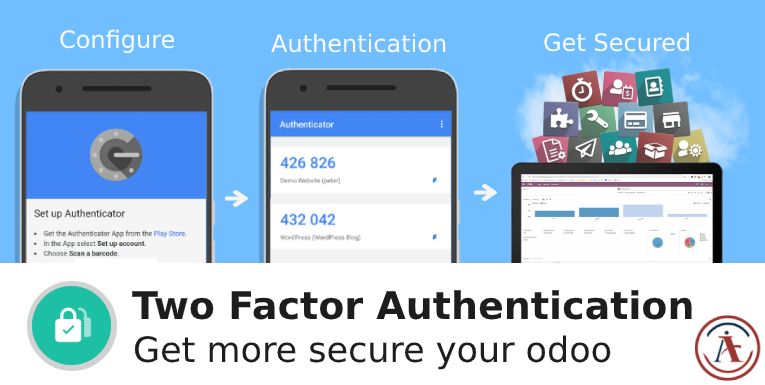 Configure
Authentication
Get Secured
Set up Authenticator
Get the Authenticator App from the Play Store.
In the App select Set up account.
Choose Scan a barcode.
Authenticator
426 826
Demo Website (peter)
432 042
WordPress (WordPress Blog)
Two Factor Authentication
Get more secure your odoo